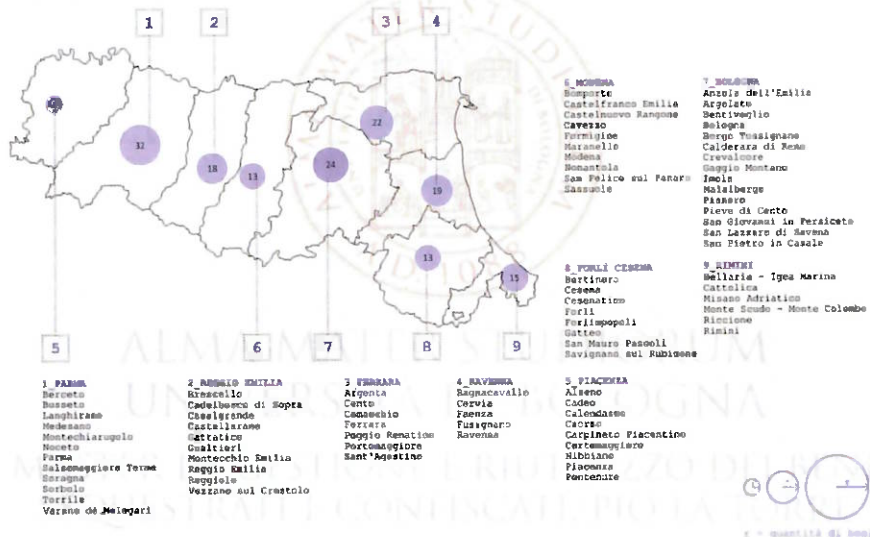 1
2
3
4
32
22
18
13
24
19
13
15
5
6
7
8
9
6_MODENA
Bomporto
Castelfranco Emilia
Castelnuovo Rangone
Cavezzo
Formigine
Maranello
Modena
Nonantola
San Felice sul Panaro
Sassuolo
7_BOLOGNA
Anzola dell'Emilia
Argelato
Bentivoglio
Bologna
Borgo Tossignano
Calderara di Reno
Crevalcore
Gaggio Montano
Imola
Malalbergo
Pianoro
Pieve di Cento
San Giovanni in Persiceto
San Lazzaro di Savena
San Pietro in Casale
8_FORLÌ CESENA
Bertinoro
Cesena
Cesenatico
Forlì
Forlimpopoli
Gatteo
San Mauro Pascoli
Savignano sul Rubicone
9_RIMINI
Bellaria - Igea Marina
Cattolica
Misano Adriatico
Monte Scudo - Monte Colombo
Riccione
Rimini
1_PARMA
Berceto
Busseto
Langhirano
Medesano
Montechiarugolo
Noceto
Parma
Salsomaggiore Terme
Soragna
Sorbolo
Torrile
Varano de Melegari
2_REGGIO EMILIA
Brescello
Cadelbosco di Sopra
Casalgrande
Castellarano
Gattatico
Gualtieri
Montecchio Emilia
Reggio Emilia
Reggiolo
Vezzano sul Crostolo
3_FERRARA
Argenta
Cento
Comacchio
Ferrara
Poggio Renatico
Portomaggiore
Sant'Agostino
4_RAVENNA
Bagnacavallo
Cervia
Faenza
Fusignano
Ravenna
5_PIACENZA
Alseno
Cadeo
Calendasco
Caorso
Carpineto Piacentino
Cortemaggiore
Nibbiano
Piacenza
Pontenure
r = quantità di beni
ALMA MATER STUDIORUM
UNIVERSITÀ DI BOLOGNA